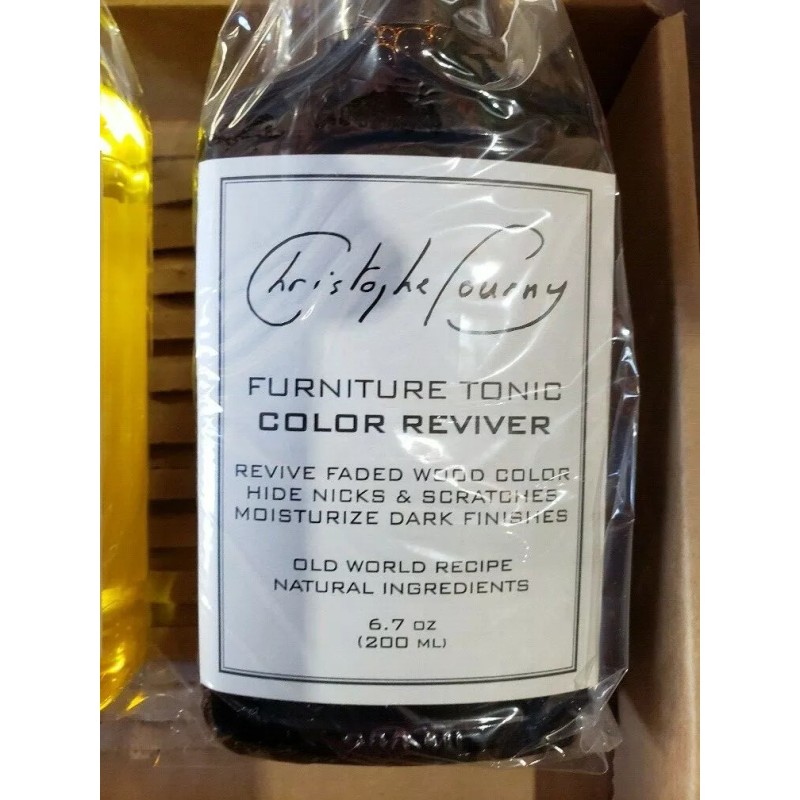 Christophe Pourny
FURNITURE TONIC
COLOR REVIVER
REVIVE FADED WOOD COLOR
HIDE NICKS & SCRATCHES
MOISTURIZE DARK FINISHES
OLD WORLD RECIPE
NATURAL INGREDIENTS
6.7 OZ
(200 ML)